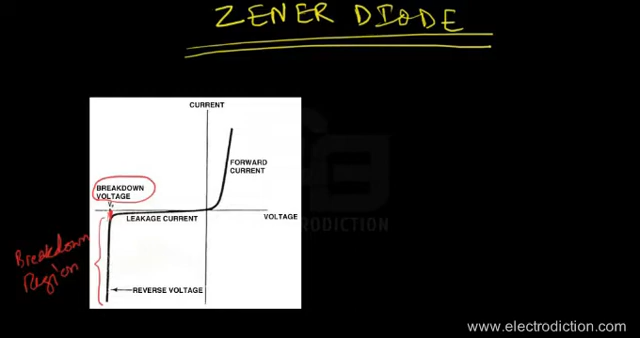 ZENER DIODE
CURRENT
FORWARD
CURRENT
BREAKDOWN
VOLTAGE
LEAKAGE CURRENT
VOLTAGE
Breakdown
Region
REVERSE VOLTAGE
www.electrodiction.com